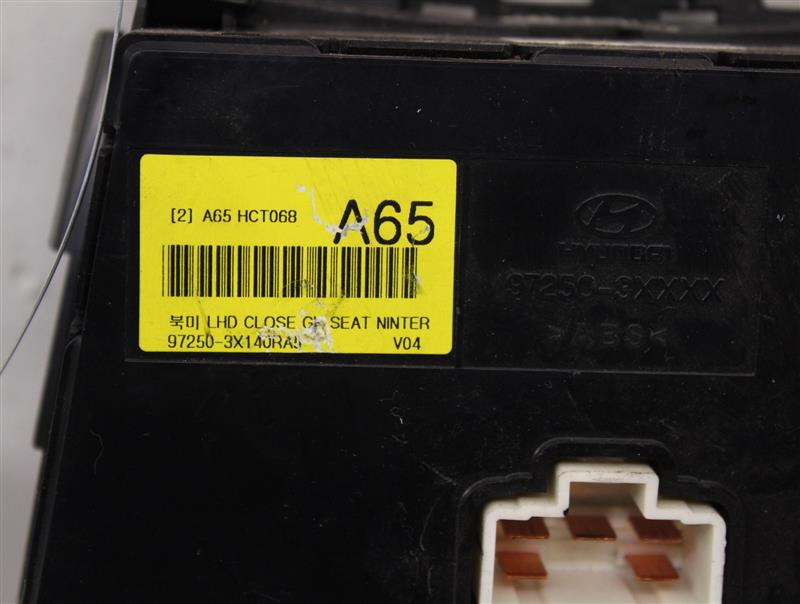 [2] A65 HCT068 A65
북미 LHD CLOSE SEAT NINTER
97250-3X140RA5 V04
HYUNDAI
97250-3XXXX
>ABS<